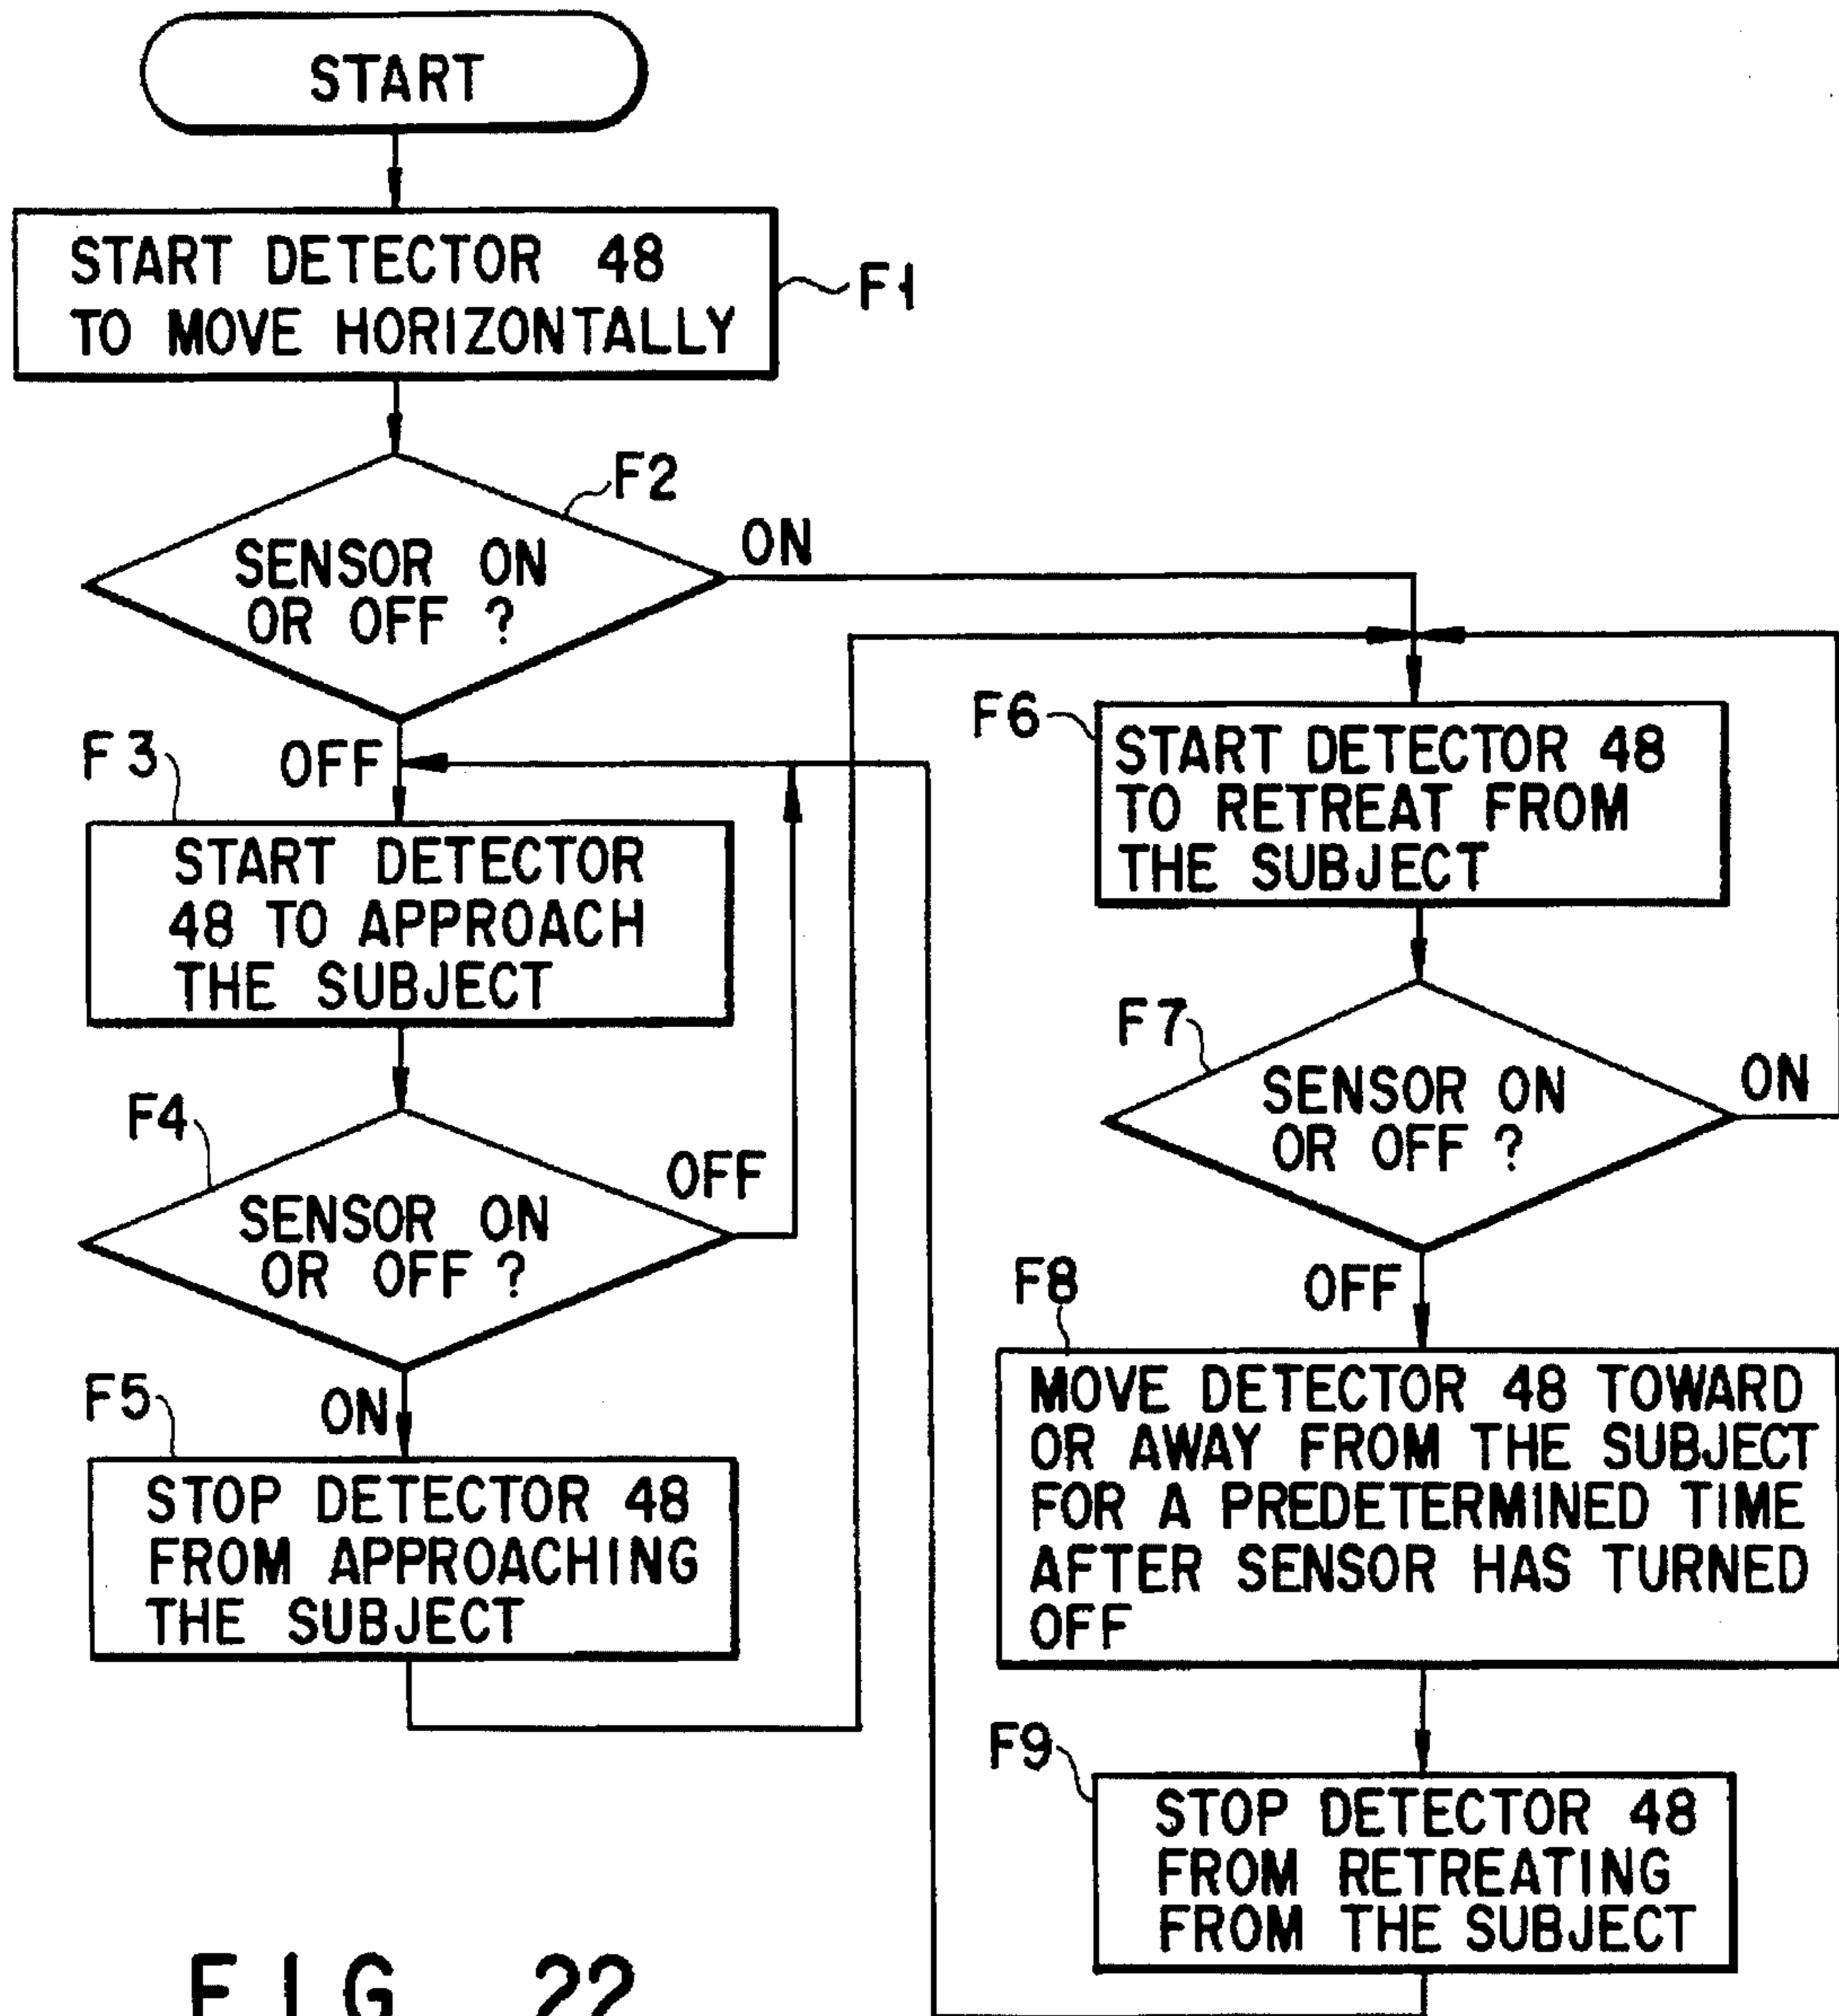 START
START DETECTOR 48
TO MOVE HORIZONTALLY
F1
F2
SENSOR ON
OR OFF ?
ON
OFF
F3
START DETECTOR
48 TO APPROACH
THE SUBJECT
F4
SENSOR ON
OR OFF ?
OFF
ON
F5
STOP DETECTOR 48
FROM APPROACHING
THE SUBJECT
F6
START DETECTOR 48
TO RETREAT FROM
THE SUBJECT
F7
SENSOR ON
OR OFF ?
ON
OFF
F8
MOVE DETECTOR 48 TOWARD
OR AWAY FROM THE SUBJECT
FOR A PREDETERMINED TIME
AFTER SENSOR HAS TURNED
OFF
F9
STOP DETECTOR 48
FROM RETREATING
FROM THE SUBJECT
FIG 22